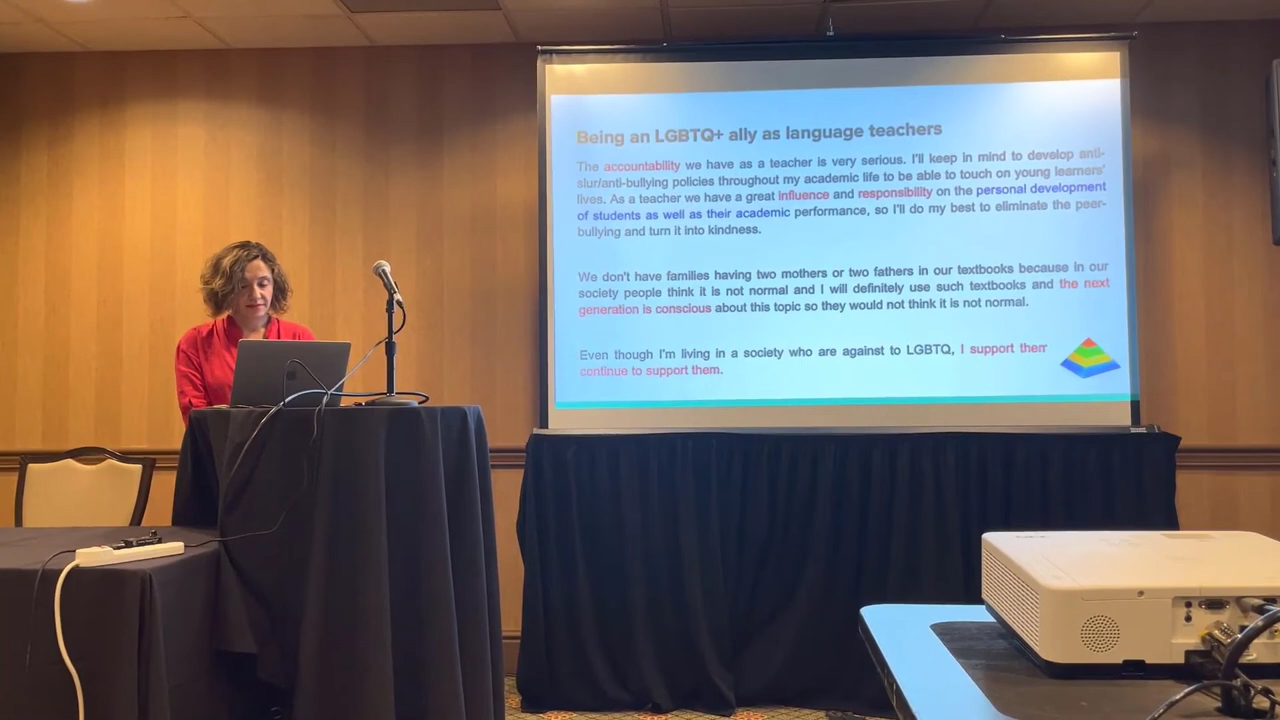 Being an LGBTQ+ ally as language teachers
The accountability we have as a teacher is very serious. I'll keep in mind to develop anti-
slur/anti-bullying policies throughout my academic life to be able to touch on young learners'
lives. As a teacher we have a great influence and responsibility on the personal development
of students as well as their academic performance, so I'll do my best to eliminate the peer-
bullying and turn it into kindness.
We don't have families having two mothers or two fathers in our textbooks because in our
society people think it is not normal and I will definitely use such textbooks and the next
generation is conscious about this topic so they would not think it is not normal.
Even though I'm living in a society who are against to LGBTQ, I support
continue to support them.